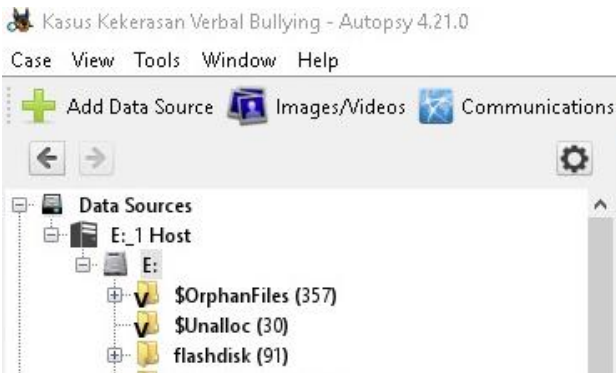 Kasus Kekerasan Verbal Bullying - Autopsy 4.21.0
Case View Tools Window Help
Add Data Source Images/Videos Communications
Data Sources
E:_1 Host
E:
$OrphanFiles (357)
$Unalloc (30)
flashdisk (91)